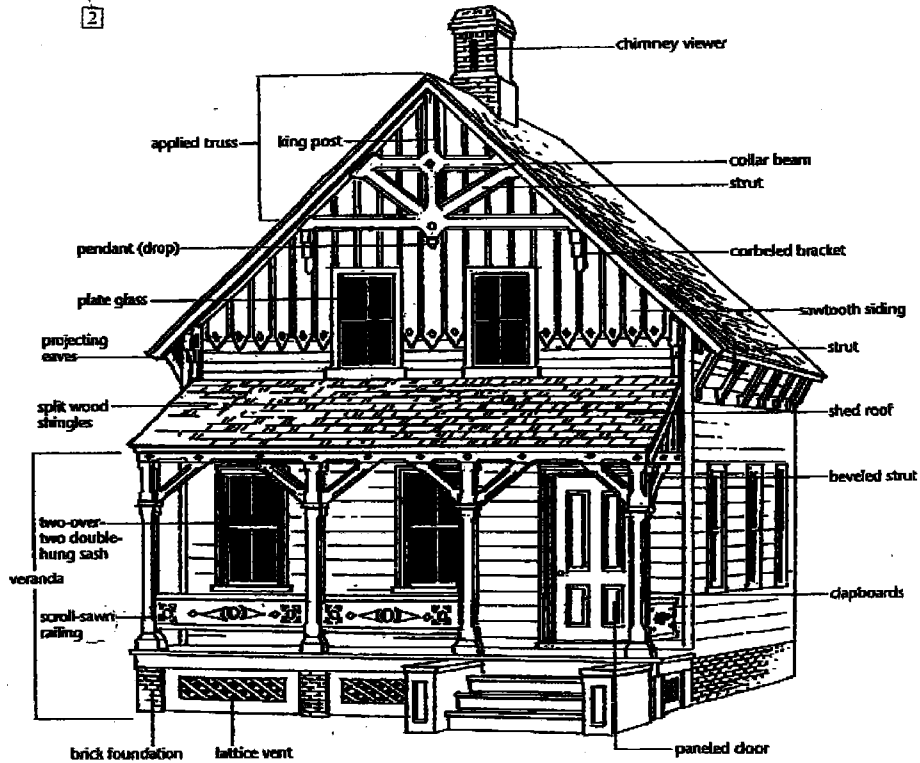 2
chimney viewer
applied truss
king post
collar beam
strut
pendant (drop)
corbeled bracket
plate glass
sawtooth siding
projecting
eaves
strut
split wood
shingles
shed roof
beveled strut
two-over-
two double-
hung sash
veranda
clapboards
scroll-sawn
railing
brick foundation
lattice vent
paneled door